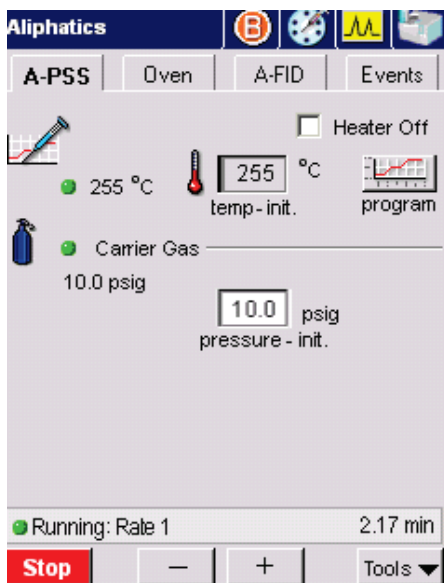 Aliphatics B
A-PSS Oven A-FID Events
Heater Off
255 °C 255 °C
temp-init. program
Carrier Gas
10.0 psig
10.0 psig
pressure - init.
Running: Rate 1 2.17 min
Stop − + Tools